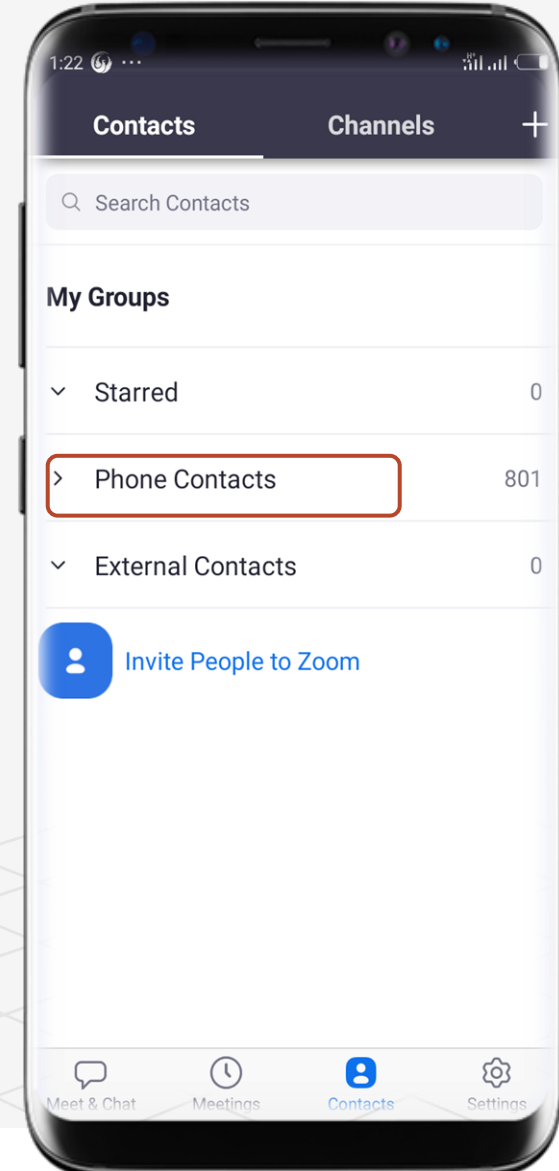 1:22 ...
Contacts Channels +
Search Contacts
My Groups
Starred 0
Phone Contacts 801
External Contacts 0
Invite People to Zoom
Meet & Chat Meetings Contacts Settings